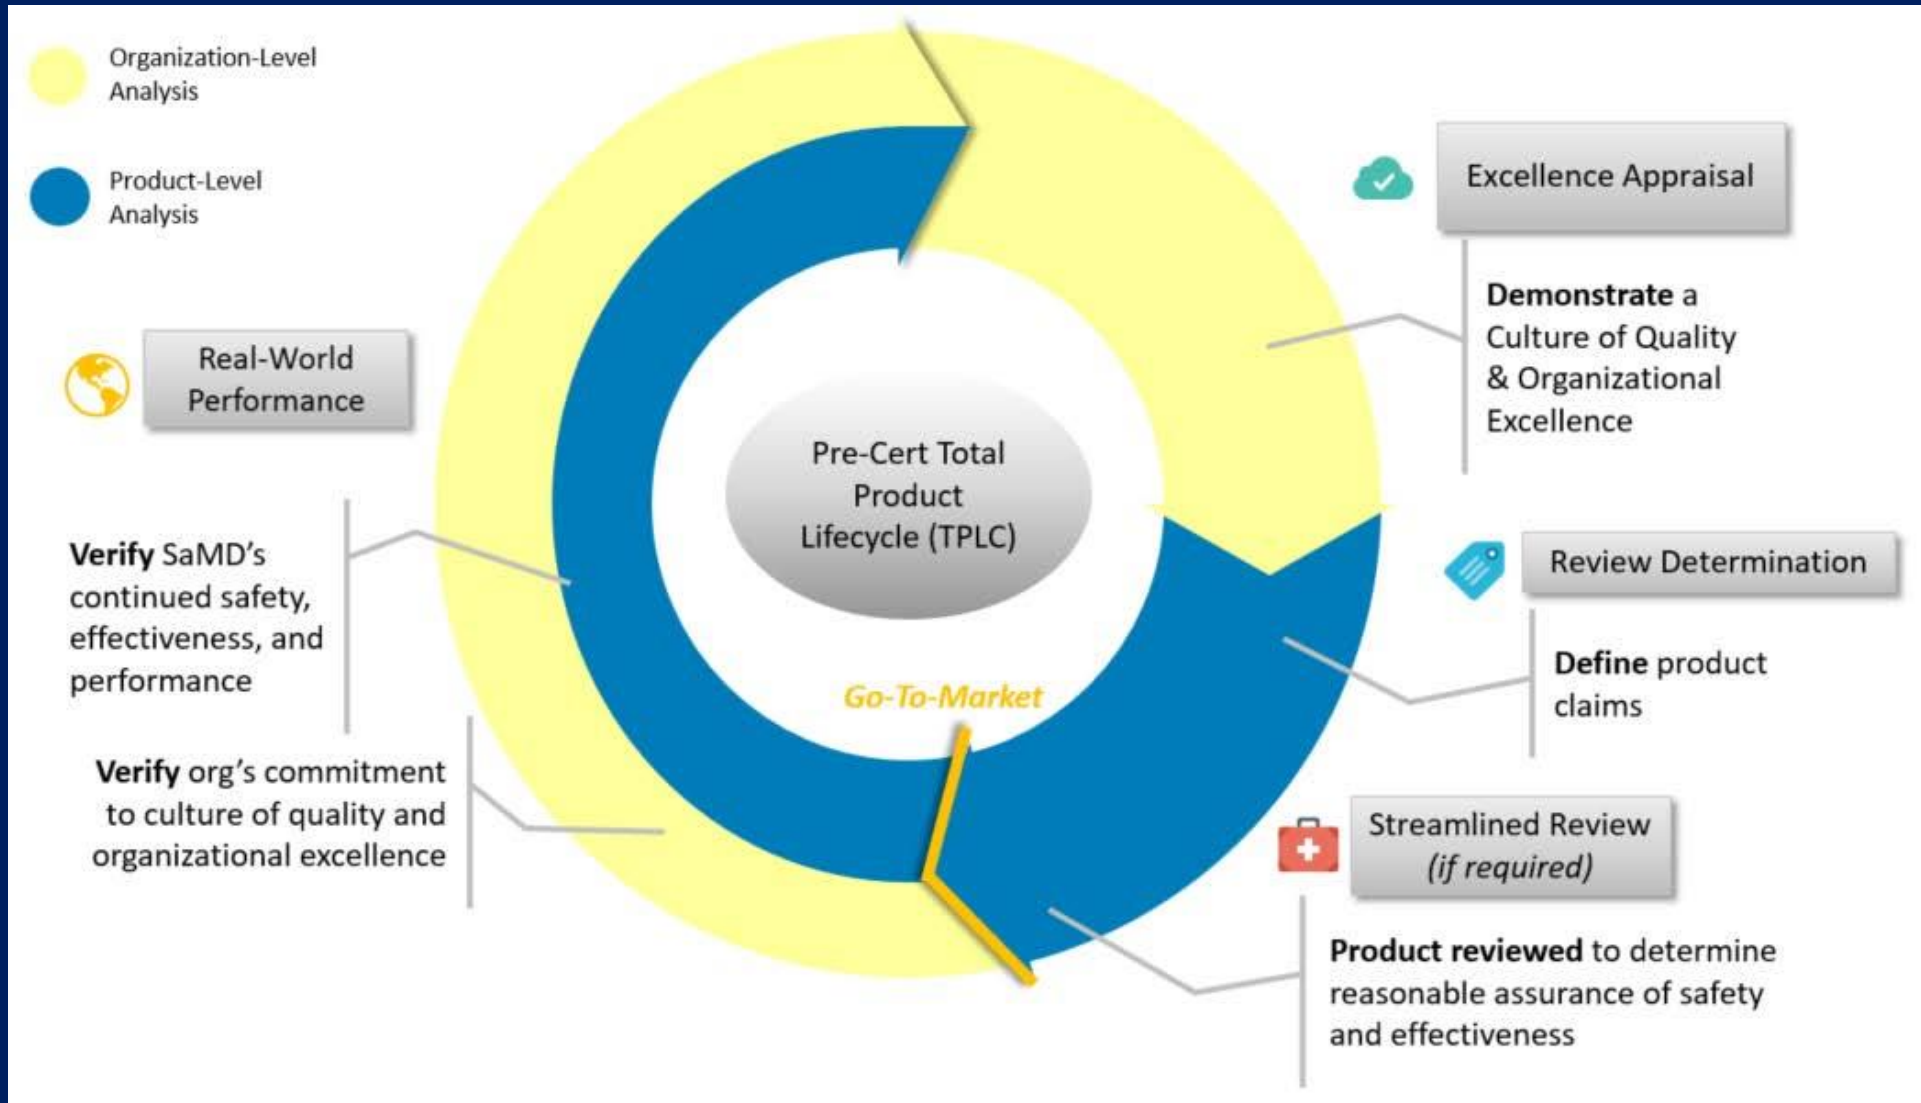 Organization-Level
Analysis
Product-Level
Analysis
Excellence Appraisal
Demonstrate a
Culture of Quality
& Organizational
Excellence
Review Determination
Define product
claims
Streamlined Review
(if required)
Product reviewed to determine
reasonable assurance of safety
and effectiveness
Go-To-Market
Pre-Cert Total
Product
Lifecycle (TPLC)
Real-World
Performance
Verify SaMD’s
continued safety,
effectiveness, and
performance
Verify org’s commitment
to culture of quality and
organizational excellence